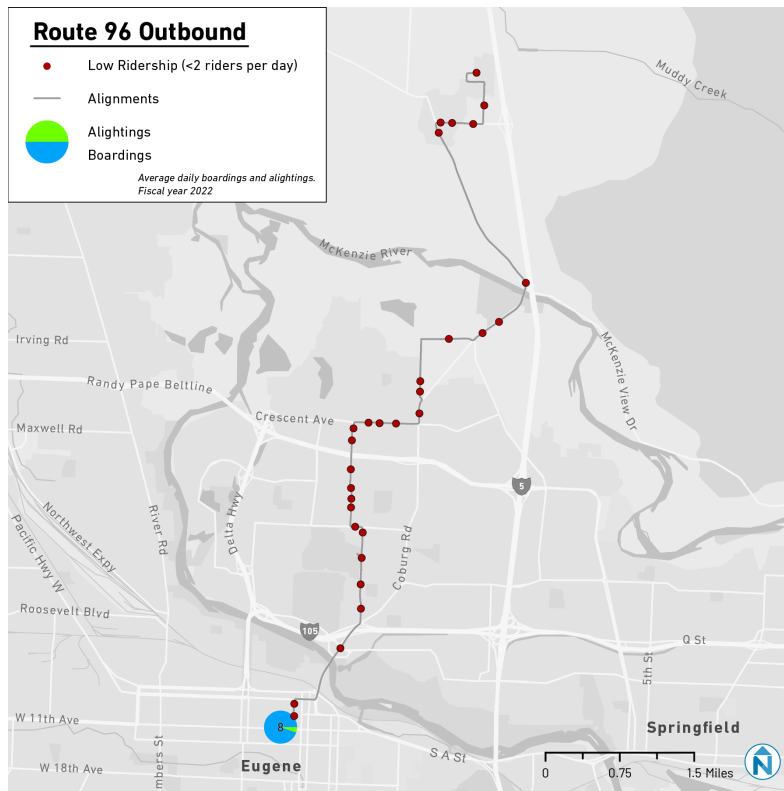 Route 96 Outbound
Low Ridership (<2 riders per day)
Alignments
Alightings
Boardings
Average daily boardings and alightings.
Fiscal year 2022
Muddy Creek
McKenzie River
Irving Rd
Randy Pape Beltline
McKenzie View Dr
Crescent Ave
Maxwell Rd
5
Delta Hwy
River Rd
Northwest Expy
Pacific Hwy W
Coburg Rd
Roosevelt Blvd
105
Q St
5th St
W 11th Ave
8
Springfield
S A St
Eugene
W 18th Ave
mbers St
0 0.75 1.5 Miles
N